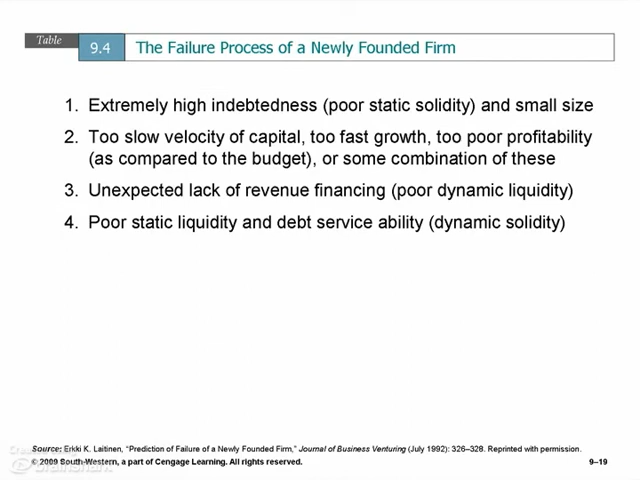 Table
9.4 The Failure Process of a Newly Founded Firm
1. Extremely high indebtedness (poor static solidity) and small size
2. Too slow velocity of capital, too fast growth, too poor profitability
(as compared to the budget), or some combination of these
3. Unexpected lack of revenue financing (poor dynamic liquidity)
4. Poor static liquidity and debt service ability (dynamic solidity)
Source: Erkki K. Laitinen, “Prediction of Failure of a Newly Founded Firm,” Journal of Business Venturing (July 1992): 326–328. Reprinted with permission.
© 2009 South-Western, a part of Cengage Learning. All rights reserved. 9–19